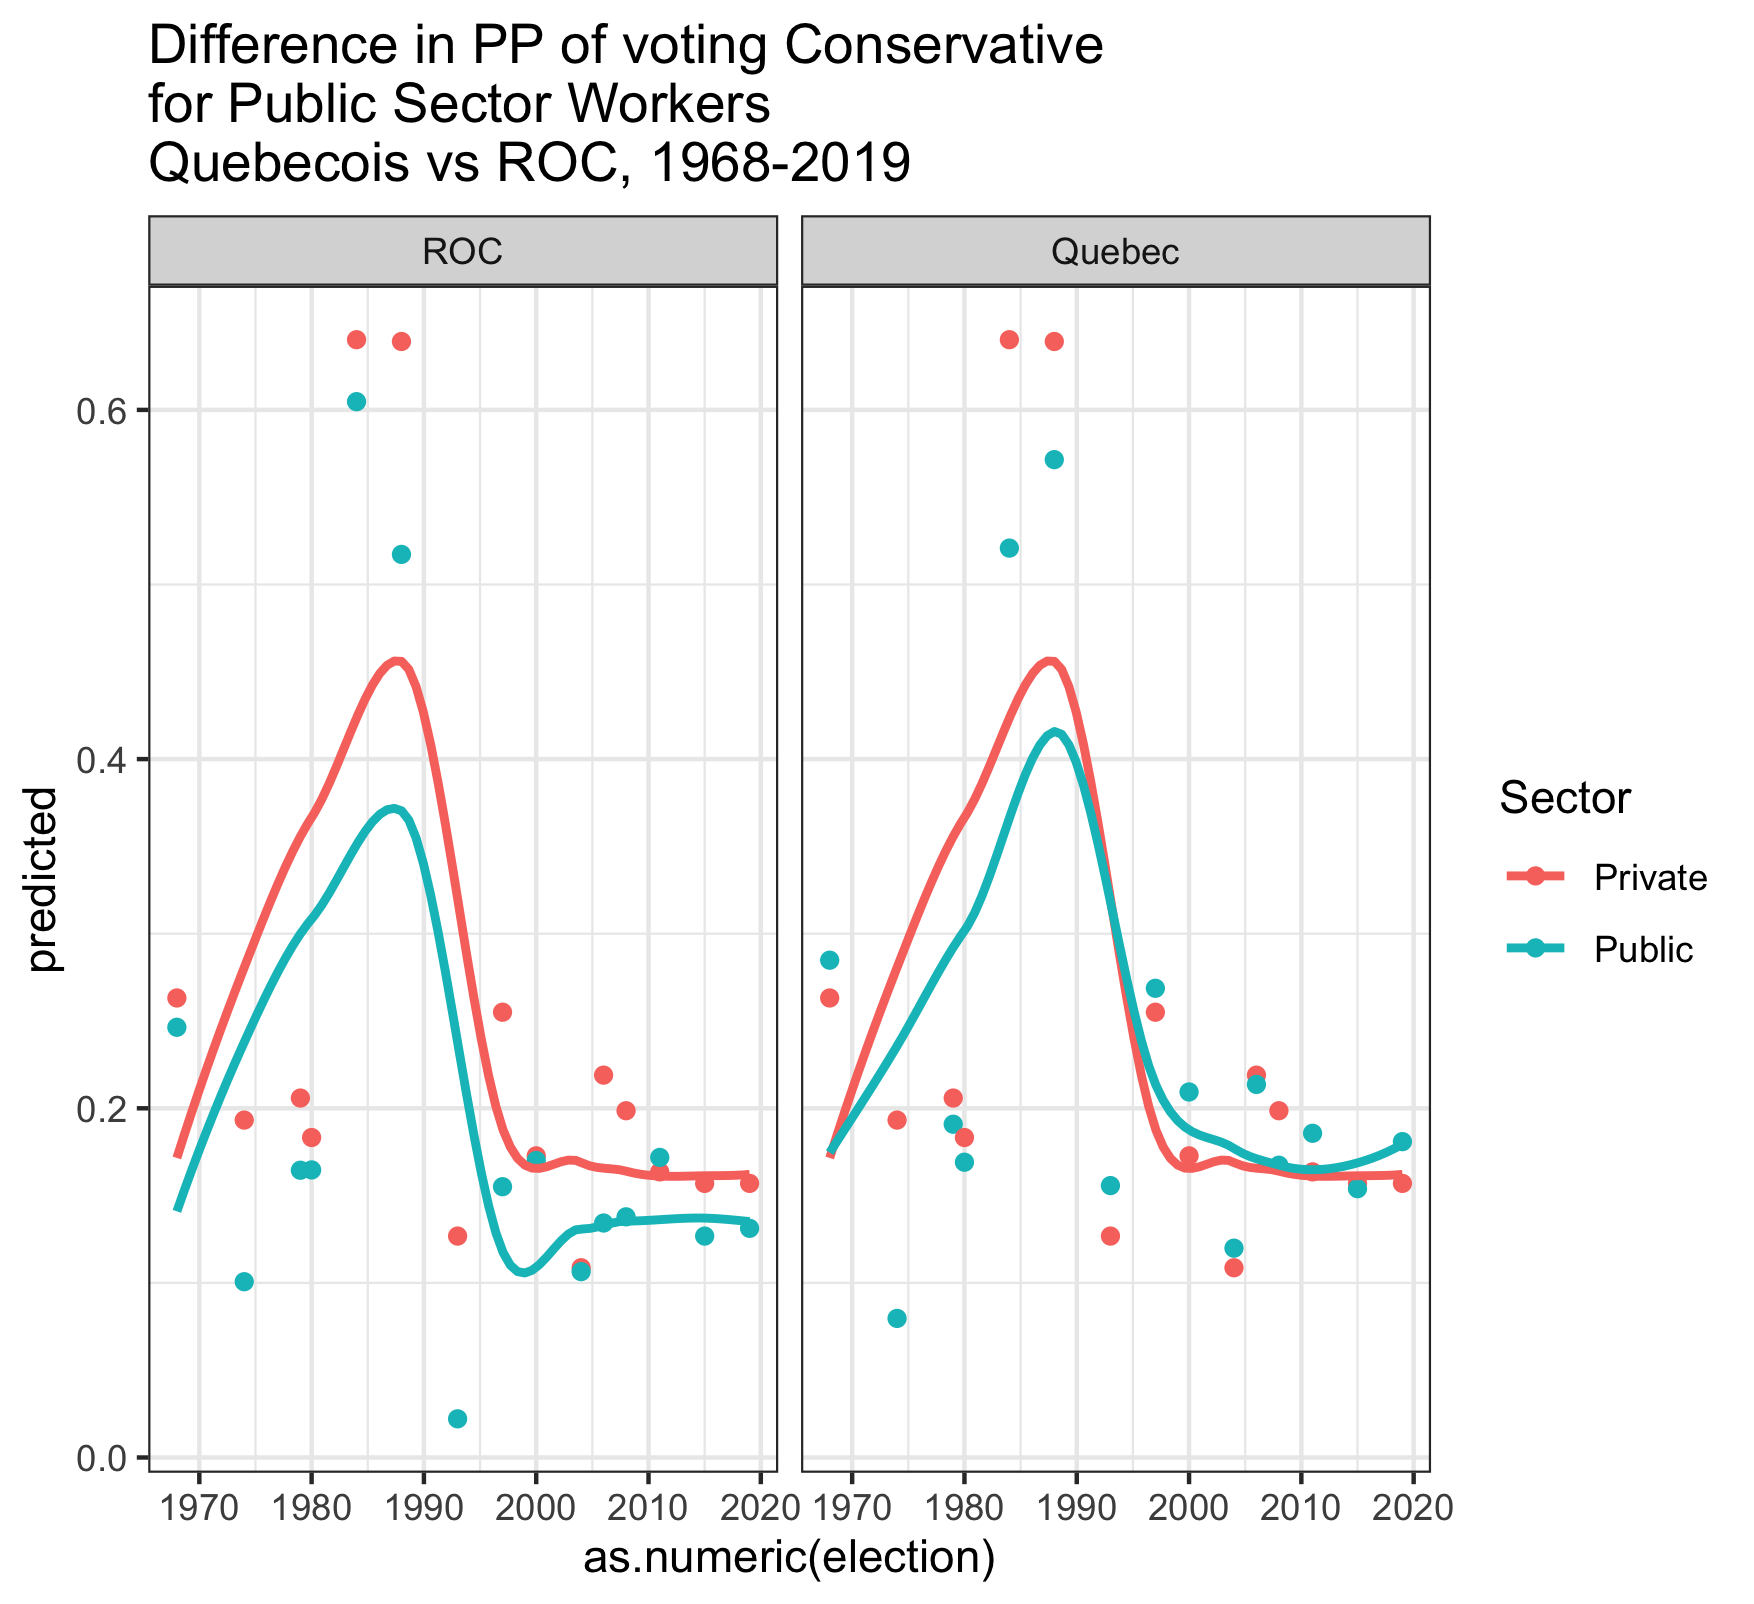 Difference in PP of voting Conservative
for Public Sector Workers
Quebecois vs ROC, 1968-2019
ROC
Quebec
0.6
0.4
0.2
0.0
predicted
1970 1980 1990 2000 2010 2020
1970 1980 1990 2000 2010 2020
as.numeric(election)
Sector
Private
Public